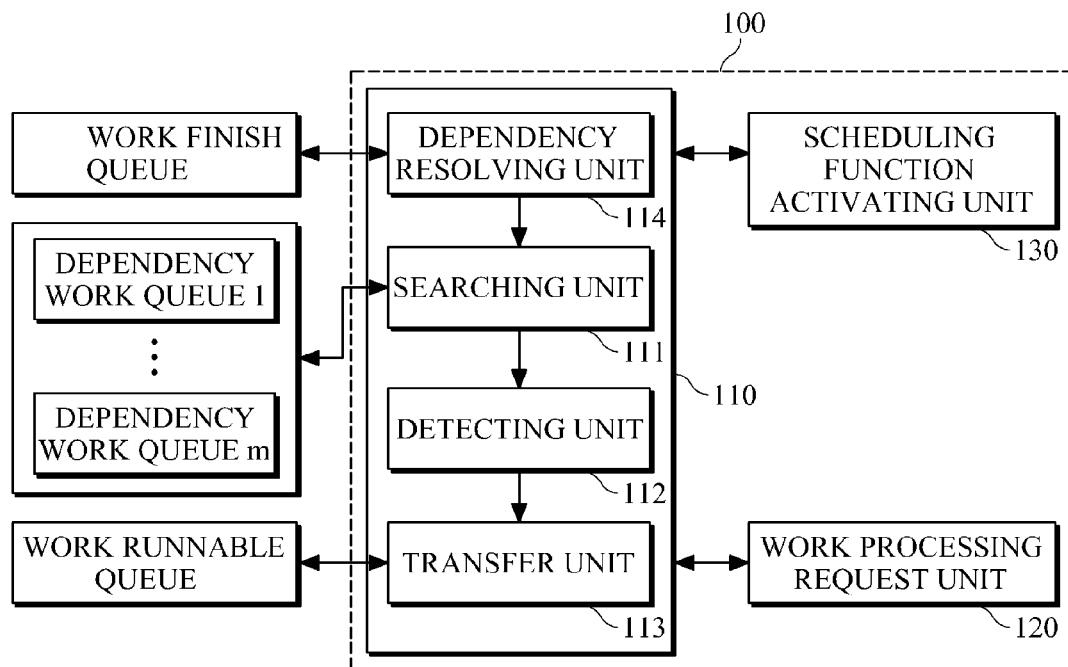 100
WORK FINISH
QUEUE
DEPENDENCY
RESOLVING UNIT
114
SCHEDULING
FUNCTION
ACTIVATING UNIT
130
DEPENDENCY
WORK QUEUE 1
DEPENDENCY
WORK QUEUE m
SEARCHING UNIT
111
110
DETECTING UNIT
112
WORK RUNNABLE
QUEUE
TRANSFER UNIT
113
WORK PROCESSING
REQUEST UNIT
120